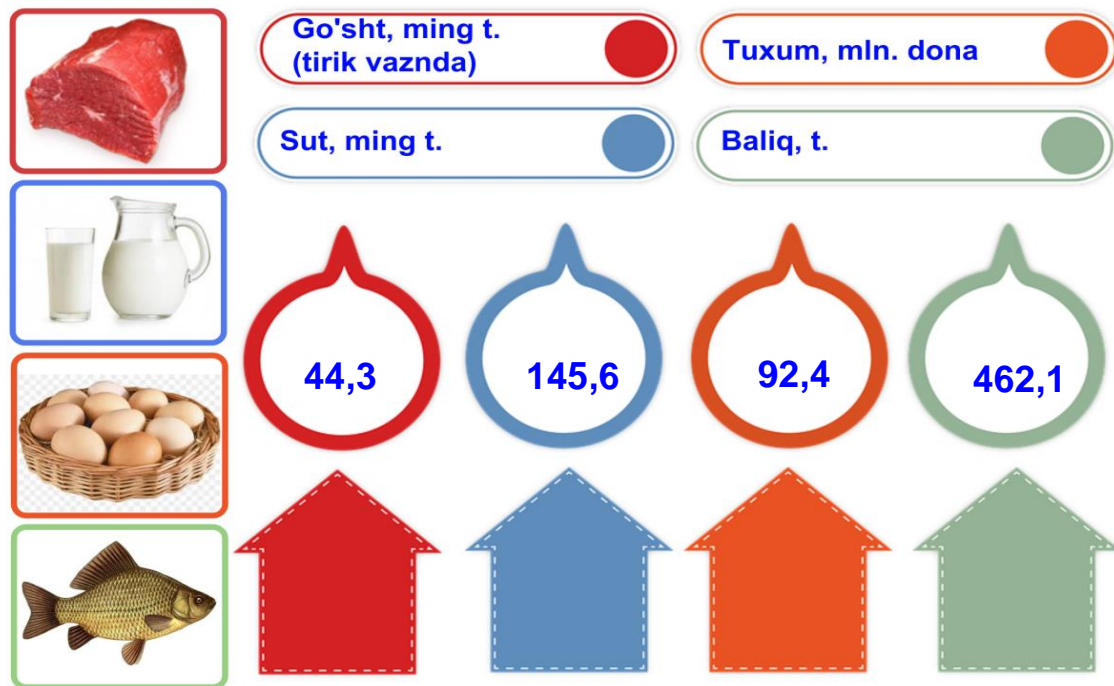 Go'sht, ming t.
(tirik vaznda)
Tuxum, mln. dona
Sut, ming t.
Baliq, t.
44,3
145,6
92,4
462,1